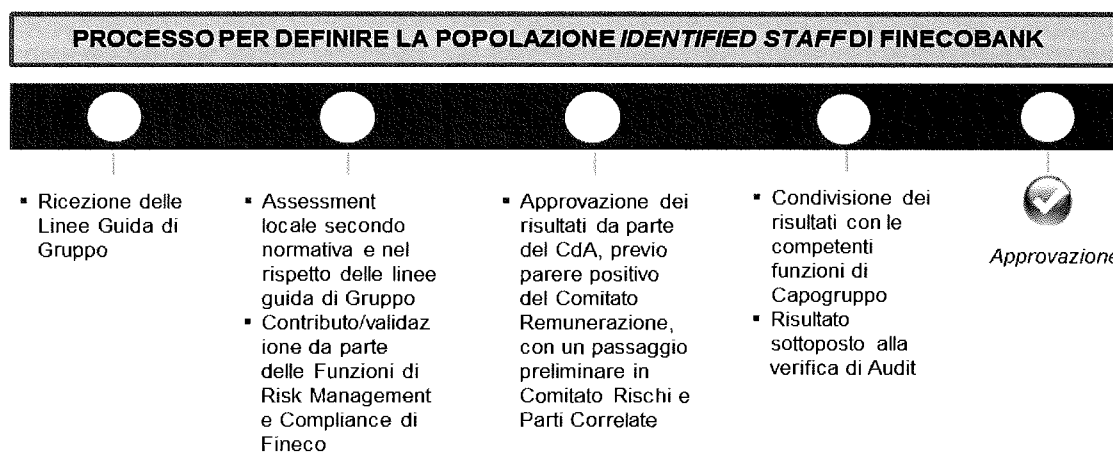 PROCESSO PER DEFINIRE LA POPOLAZIONE IDENTIFIED STAFF DI FINECOBANK
▪ Ricezione delle
Linee Guida di
Gruppo
▪ Assessment
locale secondo
normativa e nel
rispetto delle linee
guida di Gruppo
▪ Contributo/validaz
ione da parte
delle Funzioni di
Risk Management
e Compliance di
Fineco
▪ Approvazione dei
risultati da parte
del CdA, previo
parere positivo
del Comitato
Remunerazione,
con un passaggio
preliminare in
Comitato Rischi e
Parti Correlate
▪ Condivisione dei
risultati con le
competenti
funzioni di
Capogruppo
▪ Risultato
sottoposto alla
verifica di Audit
Approvazione